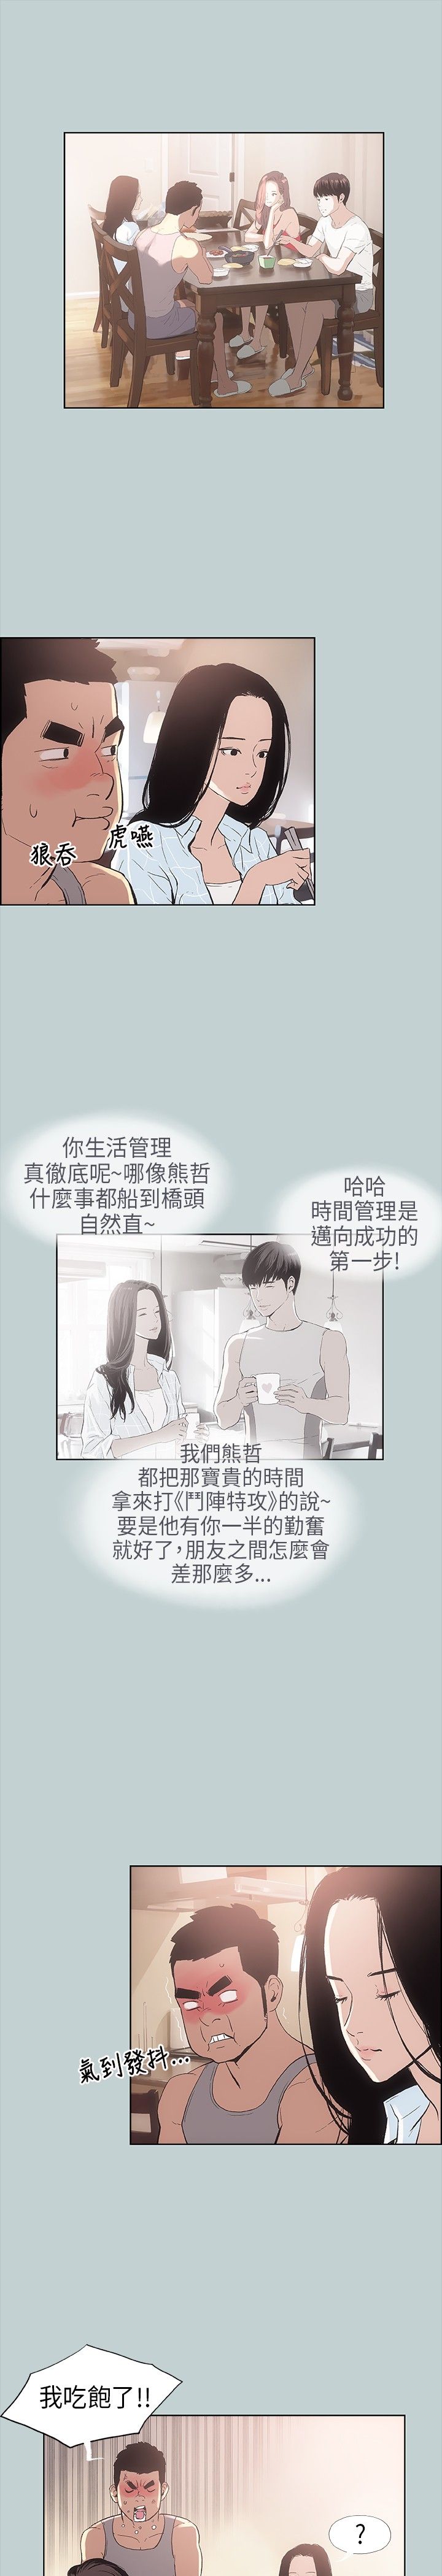 狼吞
虎嚥
你生活管理
真徹底呢~哪像熊哲
什麼事都船到橋頭
自然直~
哈哈
時間管理是
邁向成功的
第一步!
我們熊哲
都把那寶貴的時間
拿來打《鬥陣特攻》的說~
要是他有你一半的勤奮
就好了,朋友之間怎麼會
差那麼多...
氣到發抖...
我吃飽了!!
?